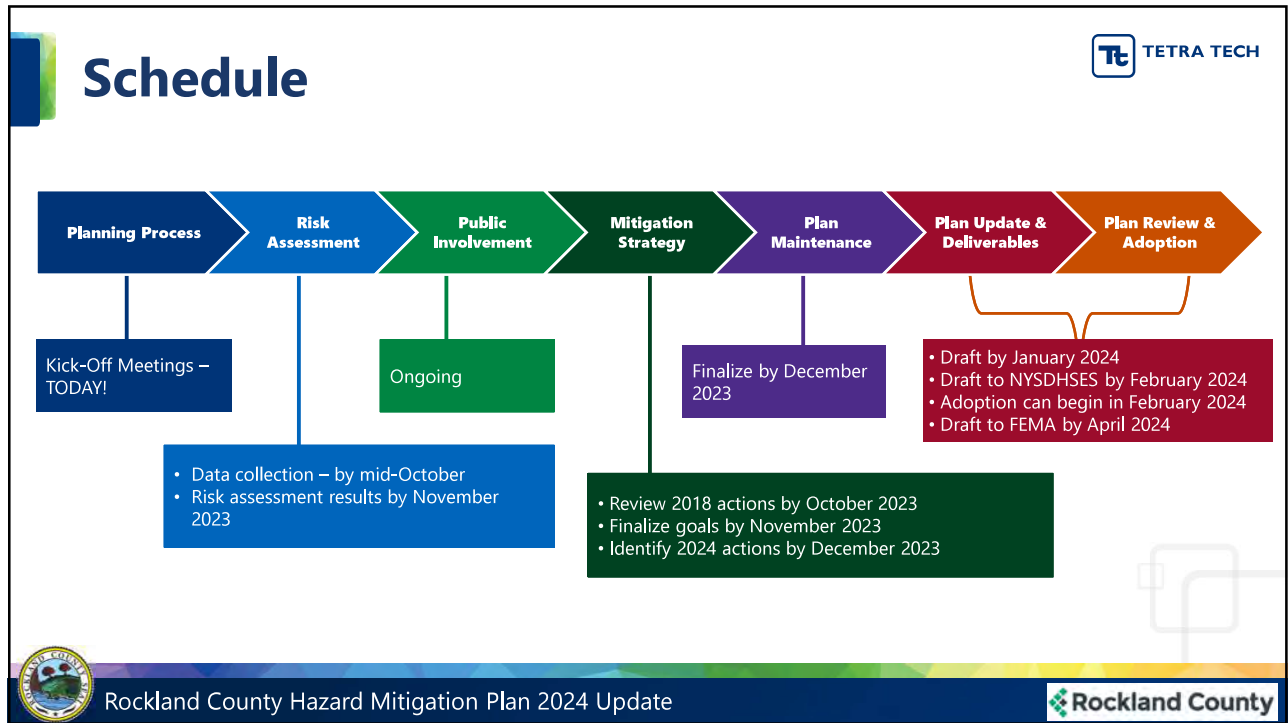 Schedule
Tt TETRA TECH
Planning Process
Risk
Assessment
Public
Involvement
Mitigation
Strategy
Plan
Maintenance
Plan Update &
Deliverables
Plan Review &
Adoption
Kick-Off Meetings –
TODAY!
Ongoing
Finalize by December
2023
• Draft by January 2024
• Draft to NYSDHSES by February 2024
• Adoption can begin in February 2024
• Draft to FEMA by April 2024
• Data collection – by mid-October
• Risk assessment results by November
2023
• Review 2018 actions by October 2023
• Finalize goals by November 2023
• Identify 2024 actions by December 2023
Rockland County Hazard Mitigation Plan 2024 Update
Rockland County